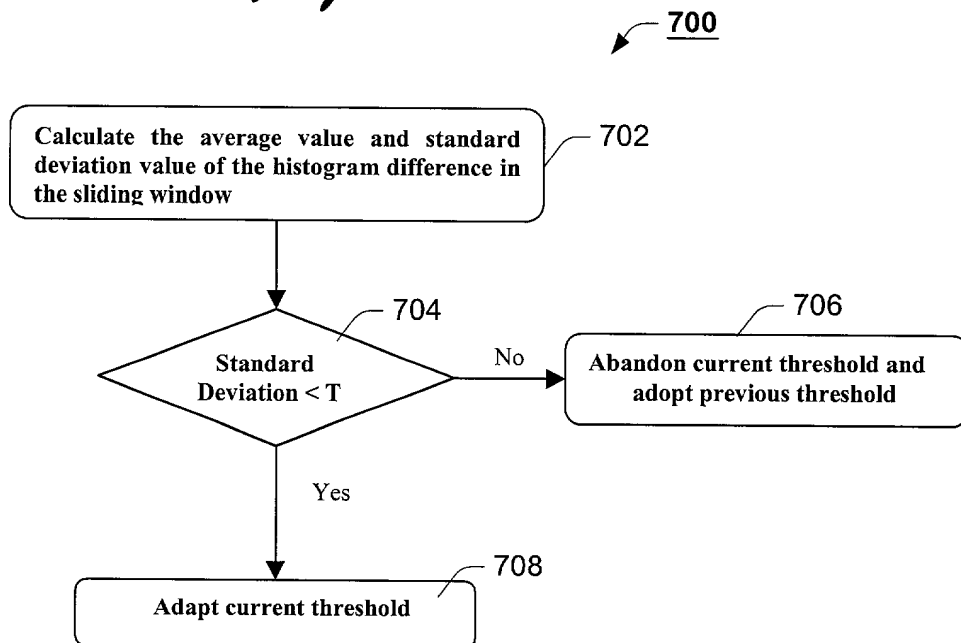 700
Calculate the average value and standard
deviation value of the histogram difference in
the sliding window
702
704
Standard
Deviation < T
No
706
Abandon current threshold and
adopt previous threshold
Yes
708
Adapt current threshold